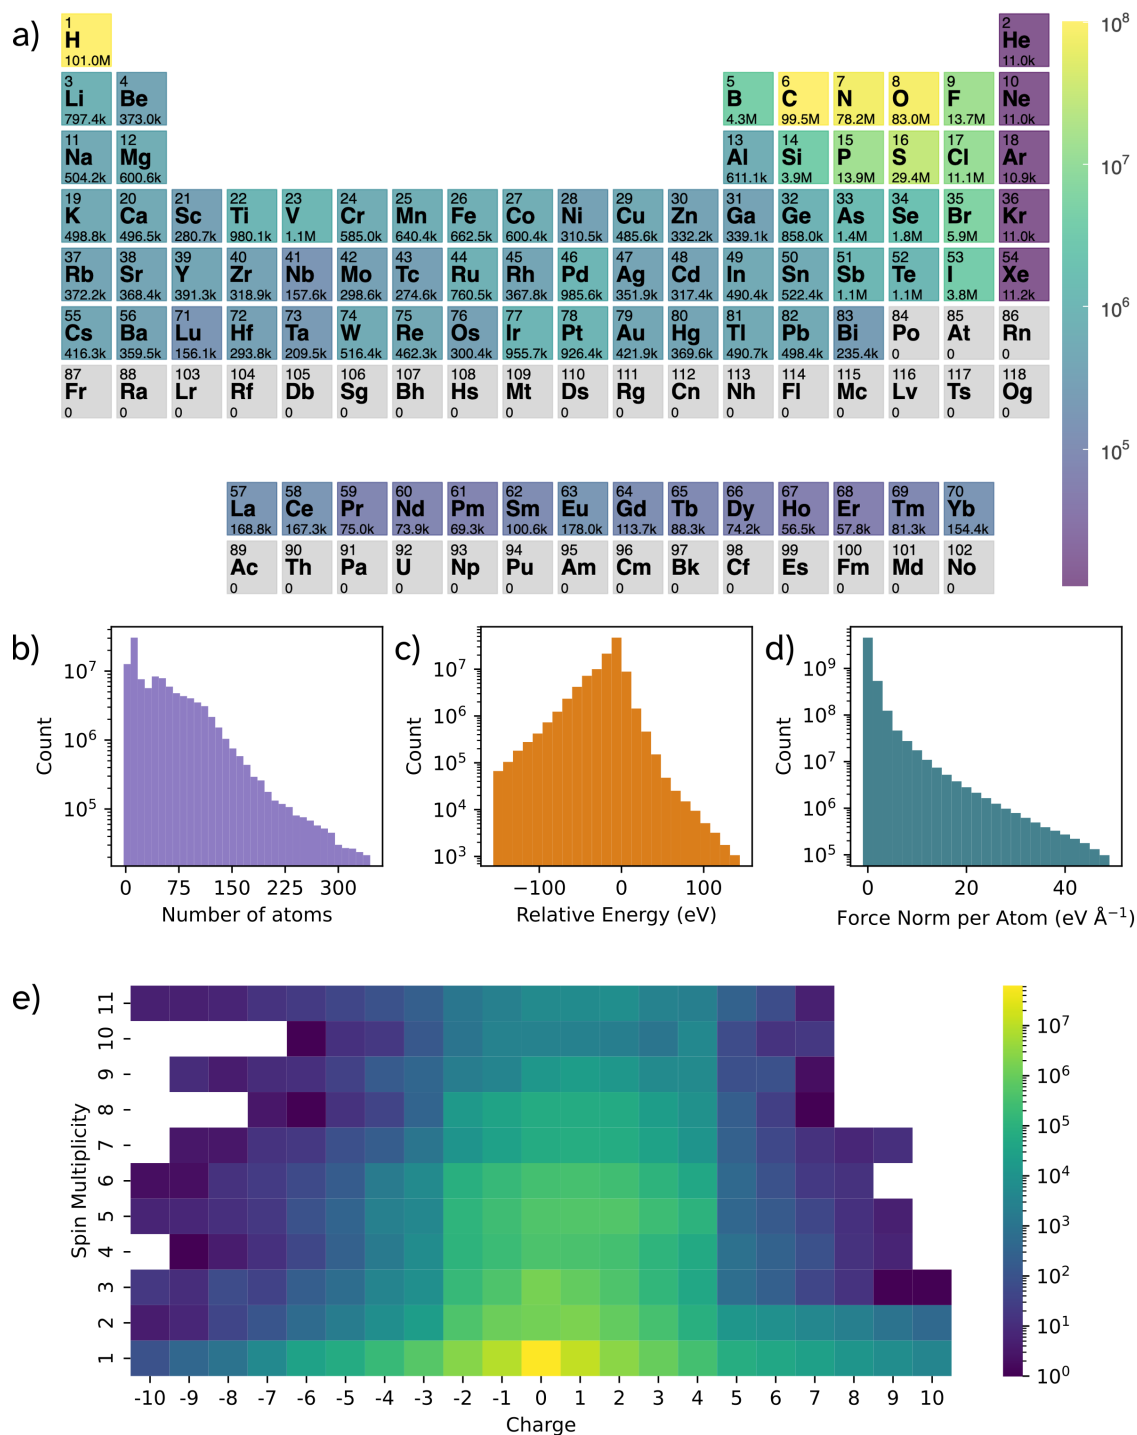 a)
1 2
H He
101.0M 11.0k
3 4 5 6 7 8 9 10
Li Be B C N O F Ne
797.4k 373.0k 4.3M 99.5M 78.2M 83.0M 13.7M 11.0k
11 12 13 14 15 16 17 18
Na Mg Al Si P S Cl Ar
504.2k 600.6k 611.1k 3.9M 13.9M 29.4M 11.1M 10.9k
19 20 21 22 23 24 25 26 27 28 29 30 31 32 33 34 35 36
K Ca Sc Ti V Cr Mn Fe Co Ni Cu Zn Ga Ge As Se Br Kr
498.8k 496.5k 280.7k 980.1k 1.1M 585.0k 640.4k 662.5k 600.4k 310.5k 485.6k 332.2k 339.1k 858.0k 1.4M 1.8M 5.9M 11.0k
37 38 39 40 41 42 43 44 45 46 47 48 49 50 51 52 53 54
Rb Sr Y Zr Nb Mo Tc Ru Rh Pd Ag Cd In Sn Sb Te I Xe
372.2k 368.4k 391.3k 318.9k 157.6k 298.6k 274.6k 760.5k 367.8k 985.6k 351.9k 317.4k 490.4k 522.4k 1.1M 1.1M 3.8M 11.2k
55 56 71 72 73 74 75 76 77 78 79 80 81 82 83 84 85 86
Cs Ba Lu Hf Ta W Re Os Ir Pt Au Hg Tl Pb Bi Po At Rn
416.3k 359.5k 156.1k 293.8k 209.5k 516.4k 462.3k 300.4k 955.7k 926.4k 421.9k 369.6k 490.7k 498.4k 235.4k 0 0 0
87 88 103 104 105 106 107 108 109 110 111 112 113 114 115 116 117 118
Fr Ra Lr Rf Db Sg Bh Hs Mt Ds Rg Cn Nh Fl Mc Lv Ts Og
0 0 0 0 0 0 0 0 0 0 0 0 0 0 0 0 0 0
57 58 59 60 61 62 63 64 65 66 67 68 69 70
La Ce Pr Nd Pm Sm Eu Gd Tb Dy Ho Er Tm Yb
168.8k 167.3k 75.0k 73.9k 69.3k 100.6k 178.0k 113.7k 88.3k 74.2k 56.5k 57.8k 81.3k 154.4k
89 90 91 92 93 94 95 96 97 98 99 100 101 102
Ac Th Pa U Np Pu Am Cm Bk Cf Es Fm Md No
0 0 0 0 0 0 0 0 0 0 0 0 0 0
10⁸
10⁷
10⁶
10⁵
b)
Count
10⁷
10⁶
10⁵
0 75 150 225 300
Number of atoms
c)
Count
10⁷
10⁶
10⁵
10⁴
10³
−100 0 100
Relative Energy (eV)
d)
Count
10⁹
10⁸
10⁷
10⁶
10⁵
0 20 40
Force Norm per Atom (eV Å⁻¹)
e)
Spin Multiplicity
11
10
9
8
7
6
5
4
3
2
1
-10 -9 -8 -7 -6 -5 -4 -3 -2 -1 0 1 2 3 4 5 6 7 8 9 10
Charge
10⁷
10⁶
10⁵
10⁴
10³
10²
10¹
10⁰